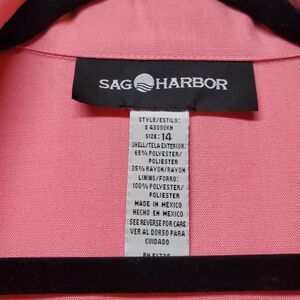 SAG HARBOR
STYLE/ESTILO:
S 43000KH
SIZE: 14
SHELL/TELA EXTERIOR:
65% POLYESTER/
POLIESTER
35% RAYON/RAYON
LINING/FORRO:
100% POLYESTER/
POLIESTER
MADE IN MEXICO
HECHO EN MEXICO
SEE REVERSE FOR CARE
VER AL DORSO PARA
CUIDADO